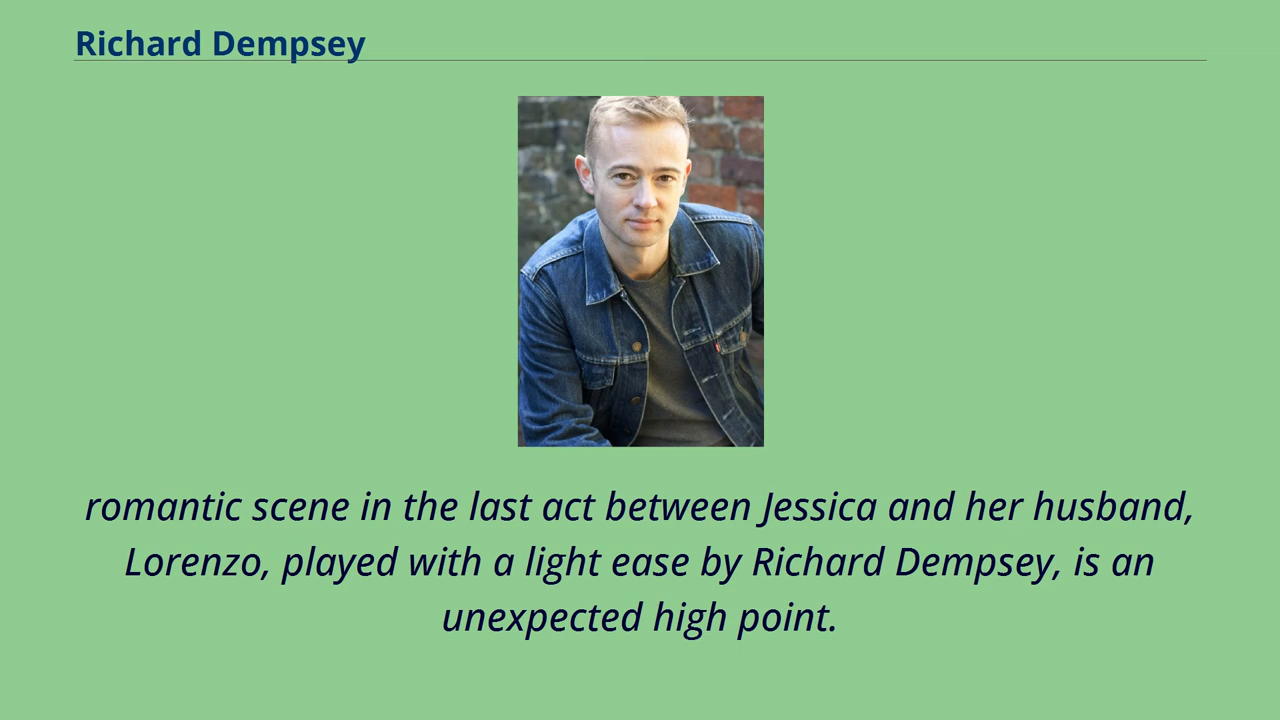 Richard Dempsey
romantic scene in the last act between Jessica and her husband,
Lorenzo, played with a light ease by Richard Dempsey, is an
unexpected high point.